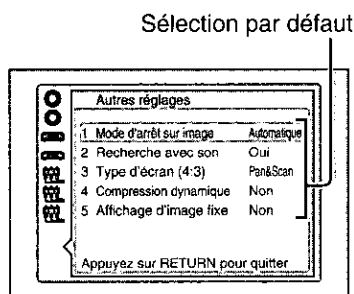 Sélection par défaut
Autres réglages
1 Mode d'arrêt sur image Automatique
2 Recherche avec son Oui
3 Type d'écran (4:3) Pan&Scan
4 Compression dynamique Non
5 Affichage d'image fixe Non
Appuyez sur RETURN pour quitter